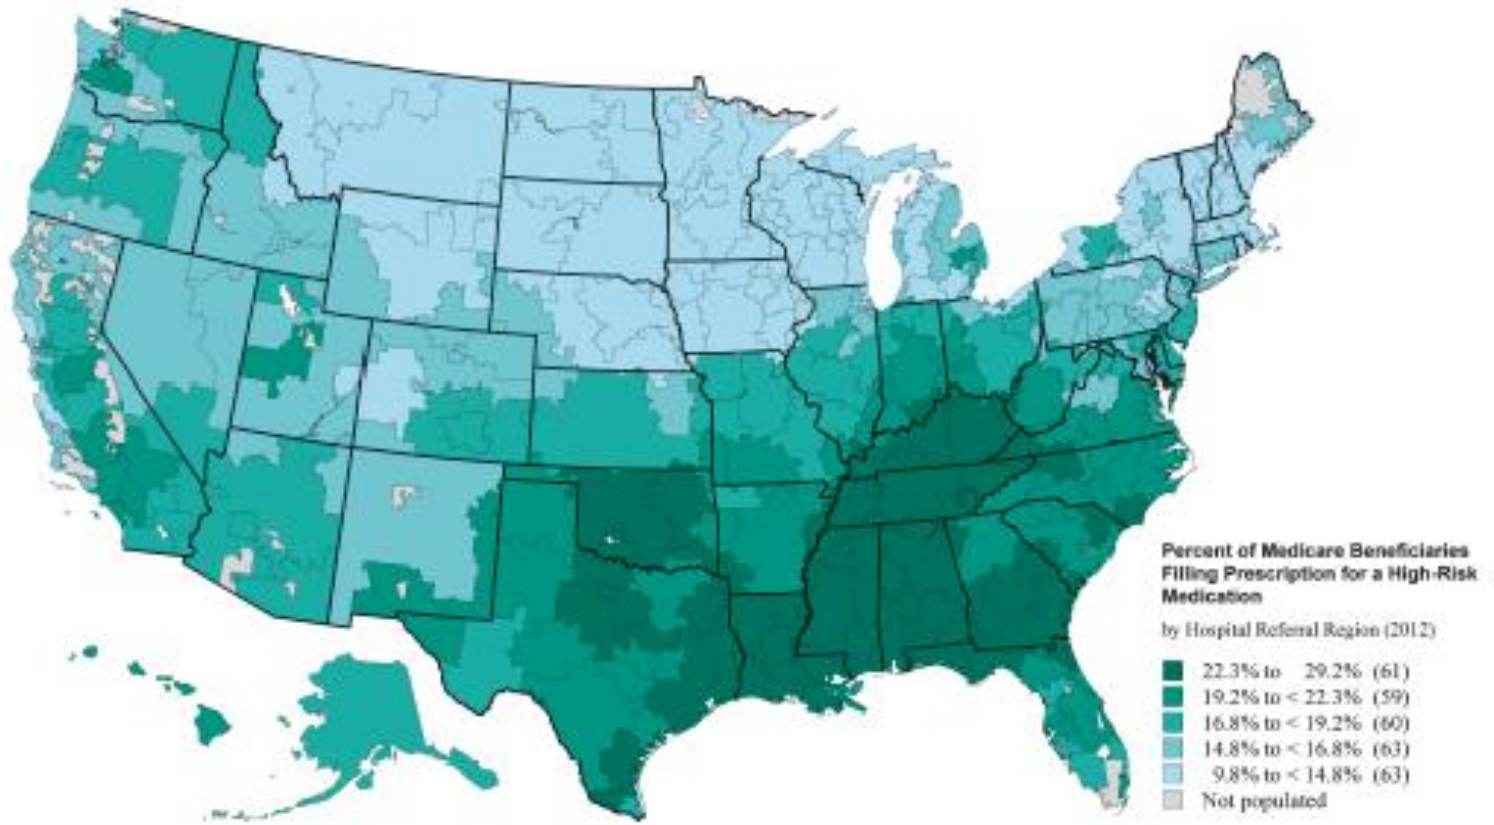 Percent of Medicare Beneficiaries
Filling Prescription for a High-Risk
Medication
by Hospital Referral Region (2012)
22.3% to 29.2% (61)
19.2% to < 22.3% (59)
16.8% to < 19.2% (60)
14.8% to < 16.8% (63)
9.8% to < 14.8% (63)
Not populated